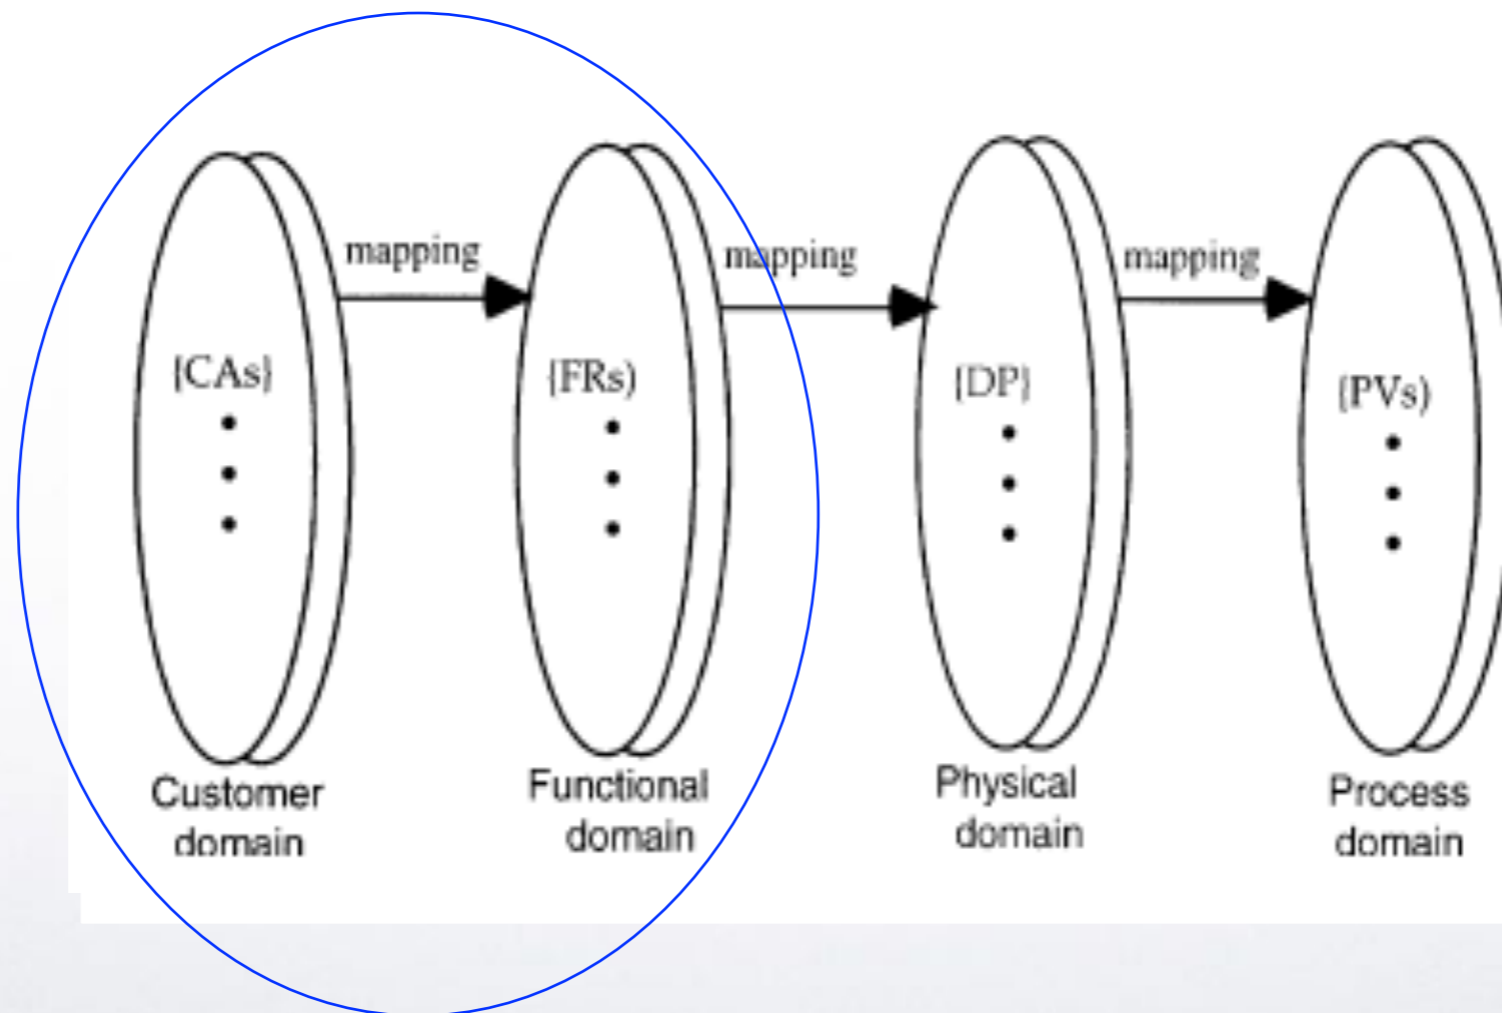 mapping
mapping
mapping
{CAs}
{FRs)
{DP}
{PVs)
Customer
domain
Functional
domain
Physical
domain
Process
domain